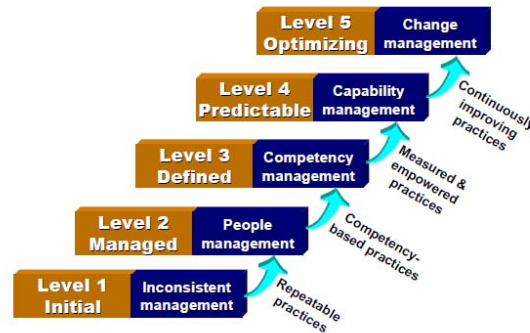 Level 5
Optimizing
Change
management
Level 4
Predictable
Capability
management
Continuously
improving
practices
Level 3
Defined
Competency
management
Measured &
empowered
practices
Level 2
Managed
People
management
Competency-
based practices
Level 1
Initial
Inconsistent
management
Repeatable
practices